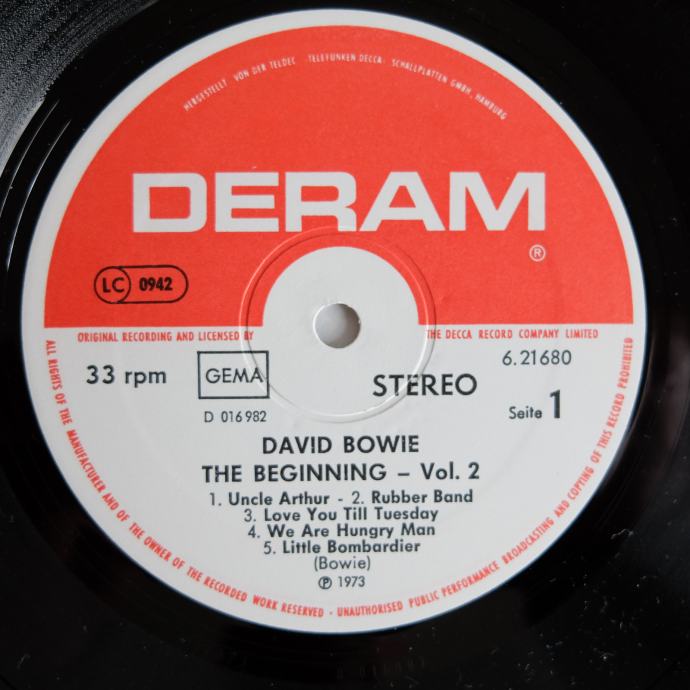 HERGESTELLT VON DER TELDEC · TELEFUNKEN-DECCA · SCHALLPLATTEN GMBH, HAMBURG
DERAM
®
LC 0942
ORIGINAL RECORDING AND LICENSED BY THE DECCA RECORD COMPANY LIMITED
33 rpm GEMA STEREO 6.21680
D 016 982 Seite 1
DAVID BOWIE
THE BEGINNING – Vol. 2
1. Uncle Arthur - 2. Rubber Band
3. Love You Till Tuesday
4. We Are Hungry Man
5. Little Bombardier
(Bowie)
℗ 1973
ALL RIGHTS OF THE MANUFACTURER AND OF THE OWNER OF THE RECORDED WORK RESERVED - UNAUTHORISED PUBLIC PERFORMANCE BROADCASTING AND COPYING OF THIS RECORD PROHIBITED